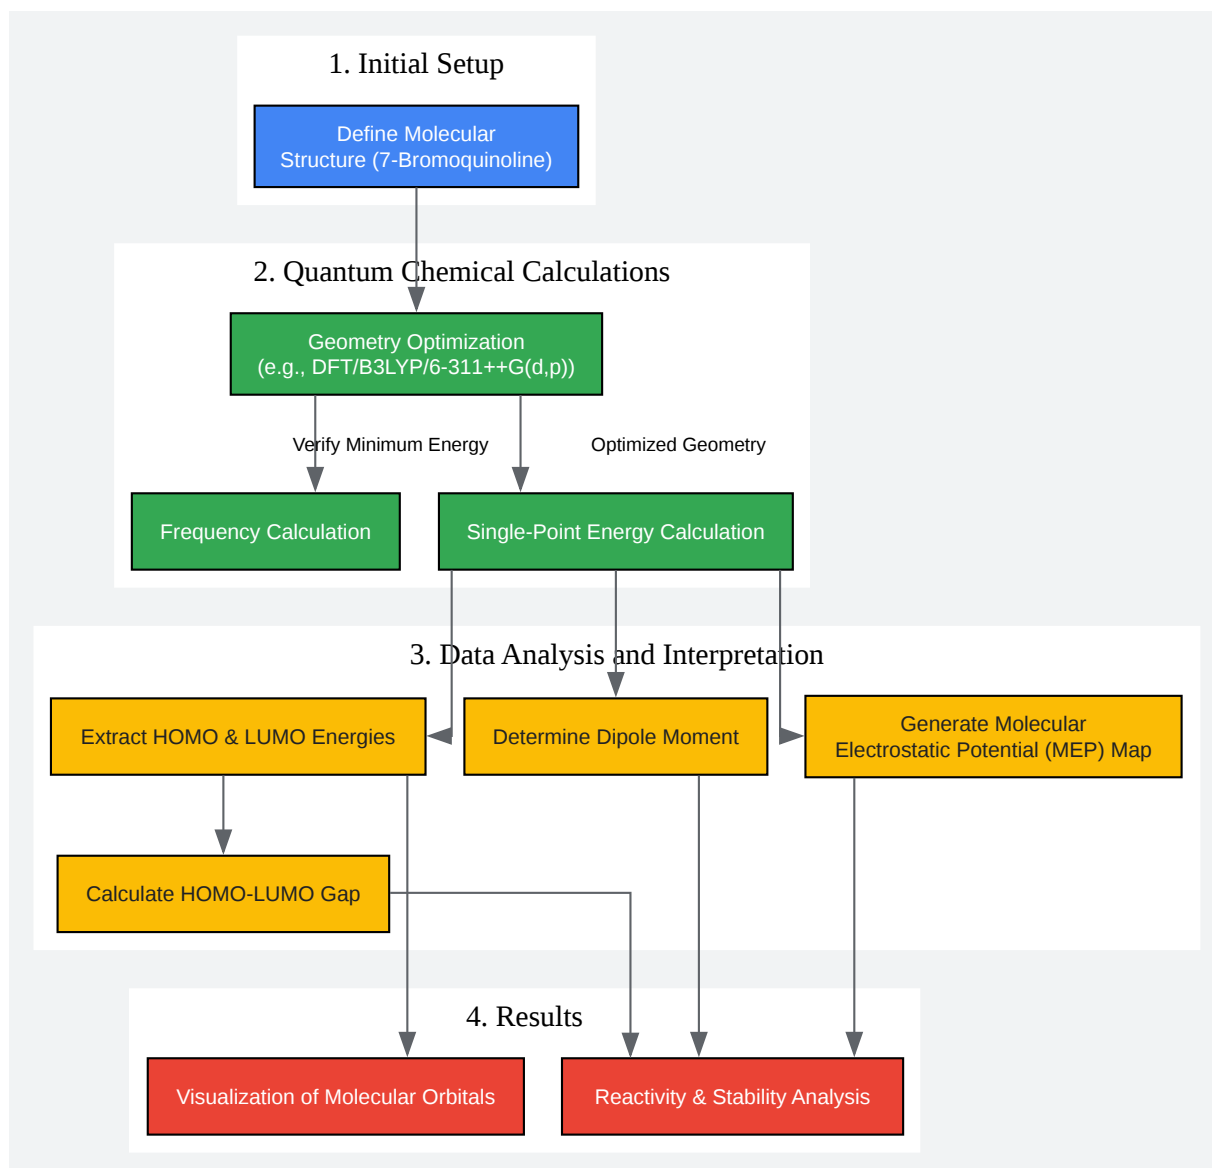 1. Initial Setup
Define Molecular
Structure (7-Bromoquinoline)
2. Quantum Chemical Calculations
Geometry Optimization
(e.g., DFT/B3LYP/6-311++G(d,p))
Verify Minimum Energy
Optimized Geometry
Frequency Calculation
Single-Point Energy Calculation
3. Data Analysis and Interpretation
Extract HOMO & LUMO Energies
Determine Dipole Moment
Generate Molecular
Electrostatic Potential (MEP) Map
Calculate HOMO-LUMO Gap
4. Results
Visualization of Molecular Orbitals
Reactivity & Stability Analysis